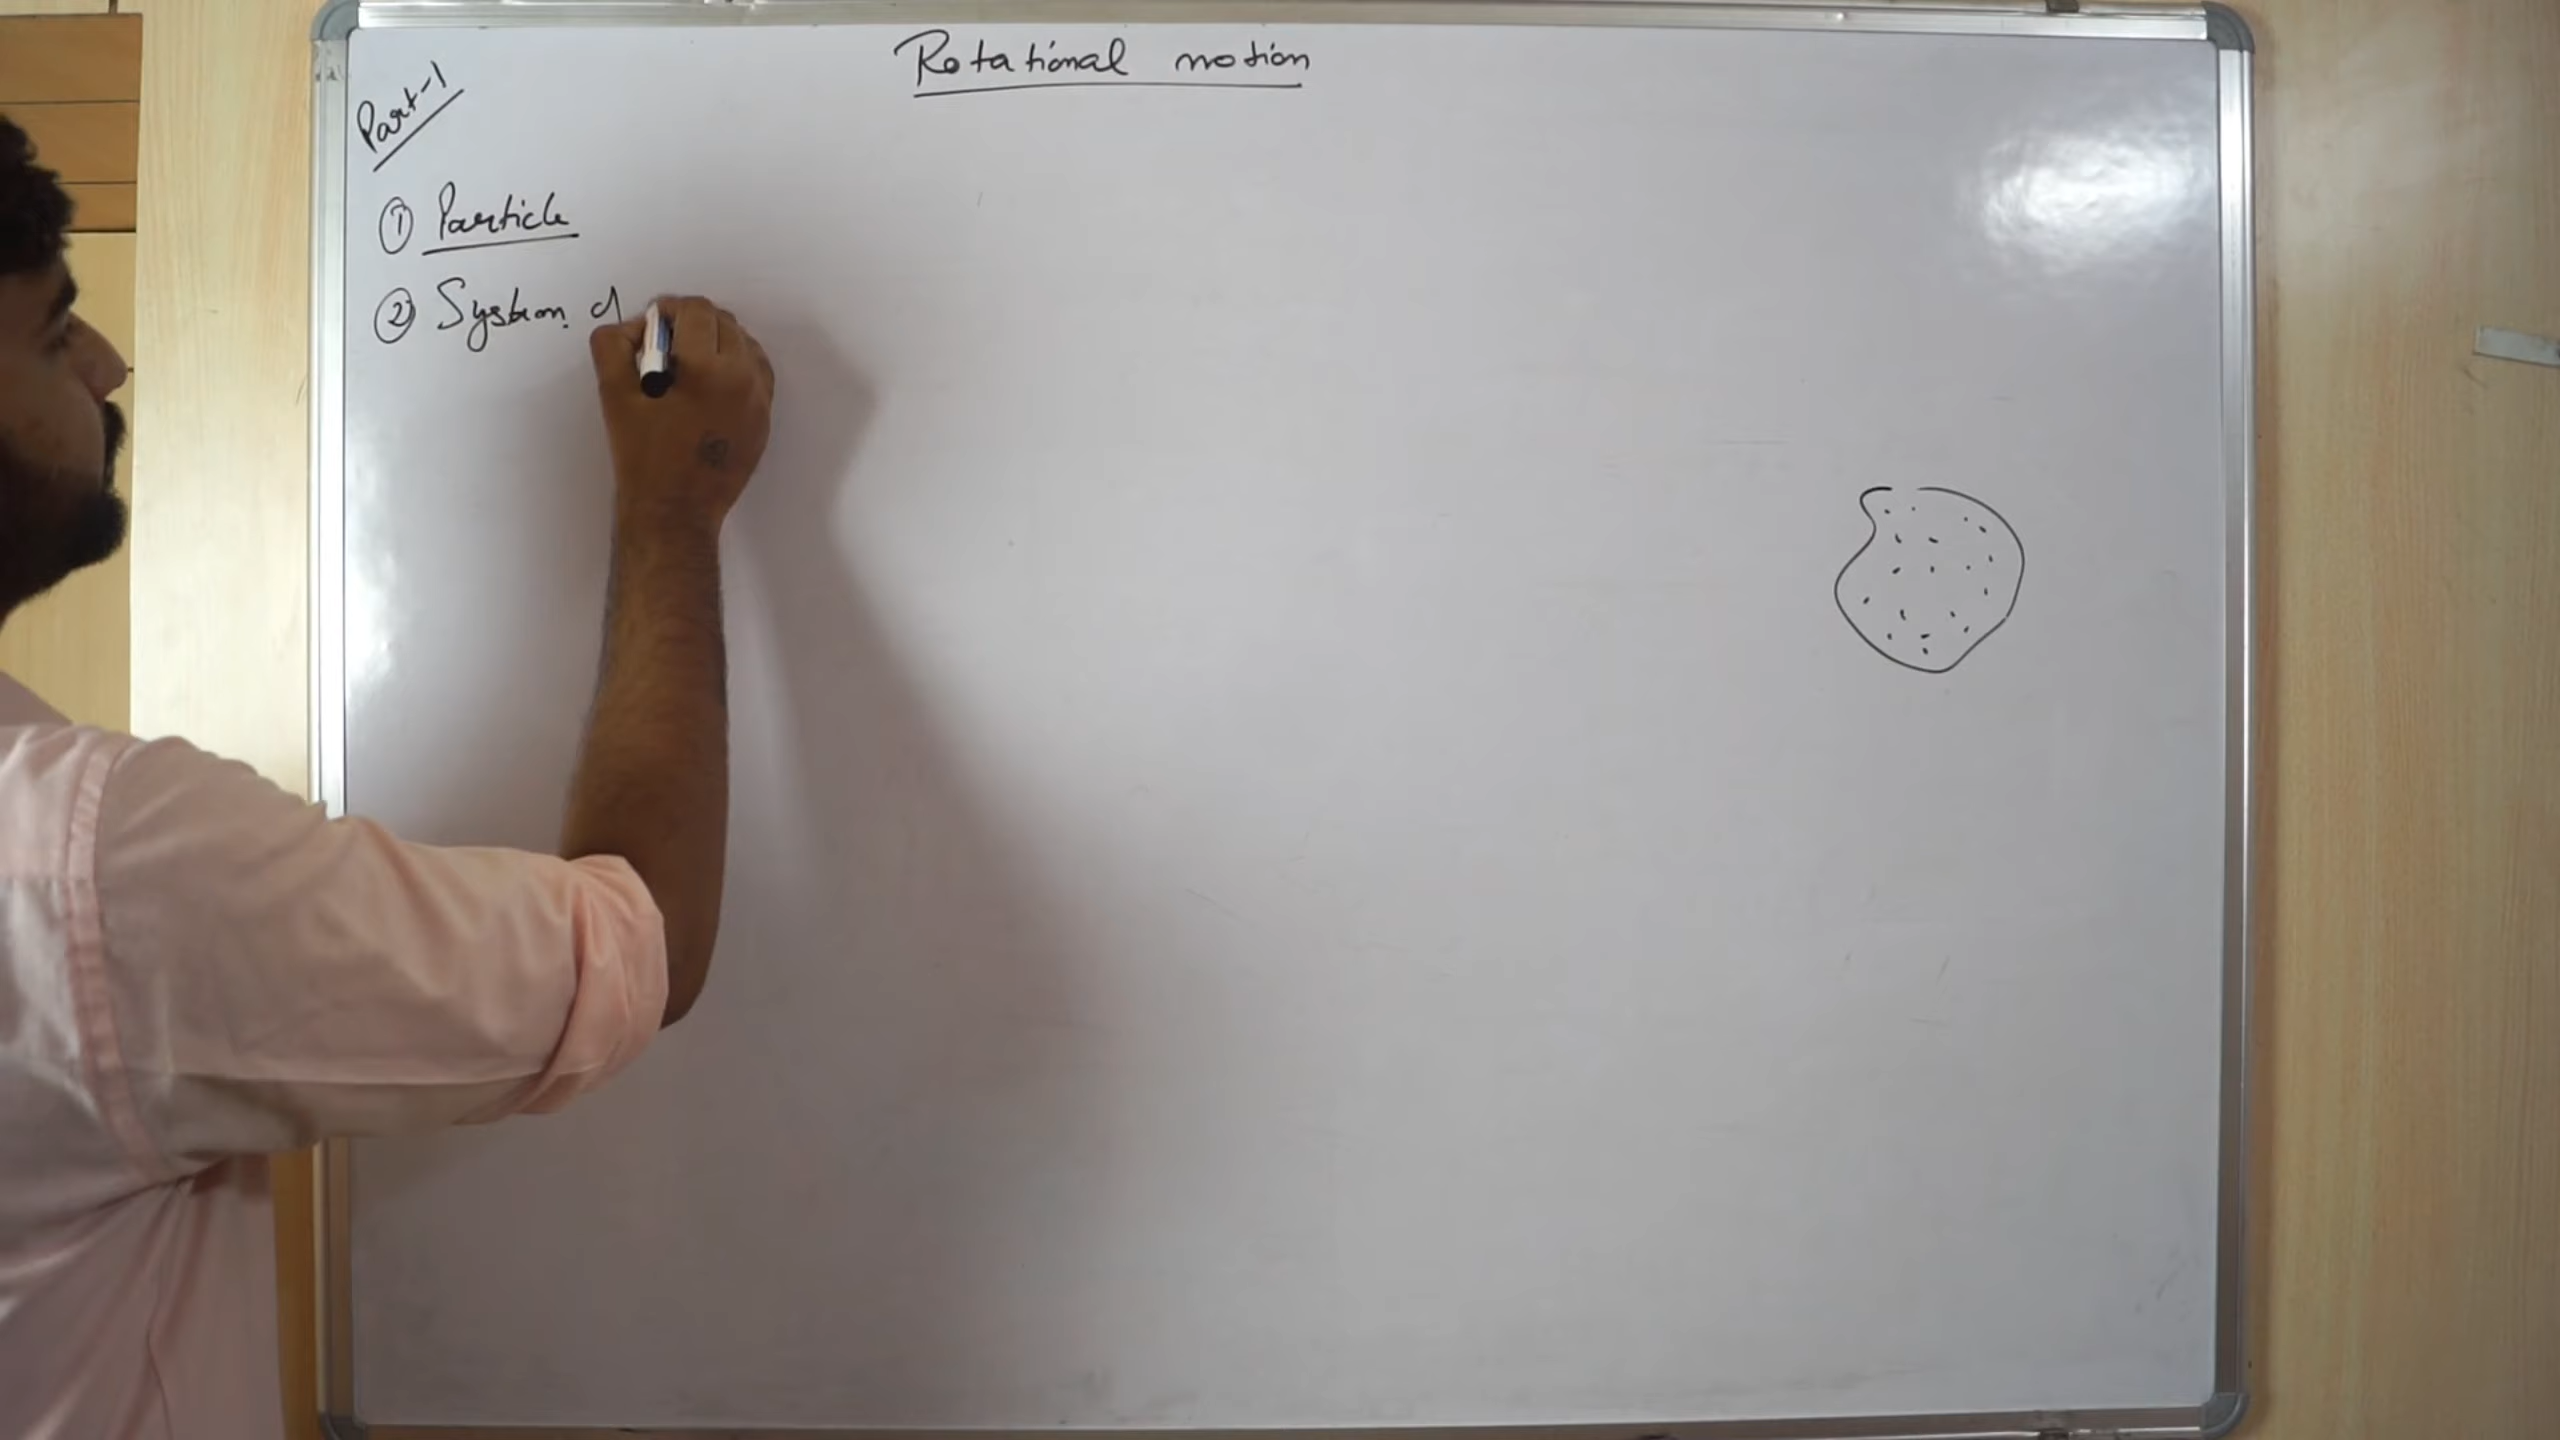 Rotational motion
Part-1
① Particle
② System of